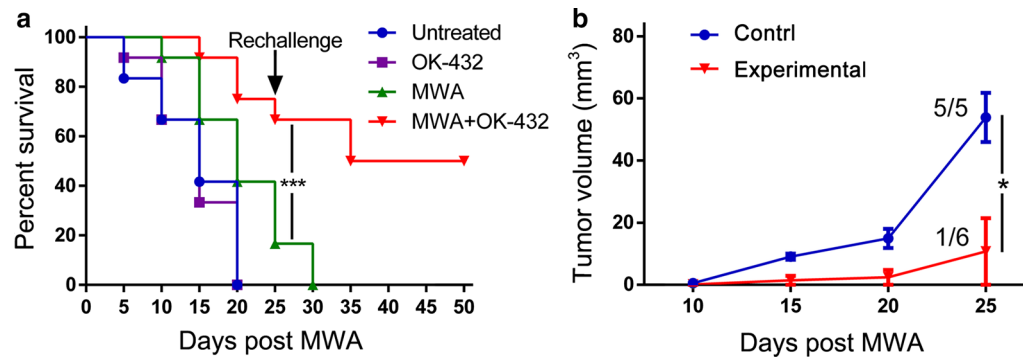 a
Percent survival
100
80
60
40
20
0
0 5 10 15 20 25 30 35 40 45 50
Days post MWA
Rechallenge
***
Untreated
OK-432
MWA
MWA+OK-432
b
Tumor volume (mm³)
80
60
40
20
0
10 15 20 25
Days post MWA
Contrl
Experimental
5/5
*
1/6